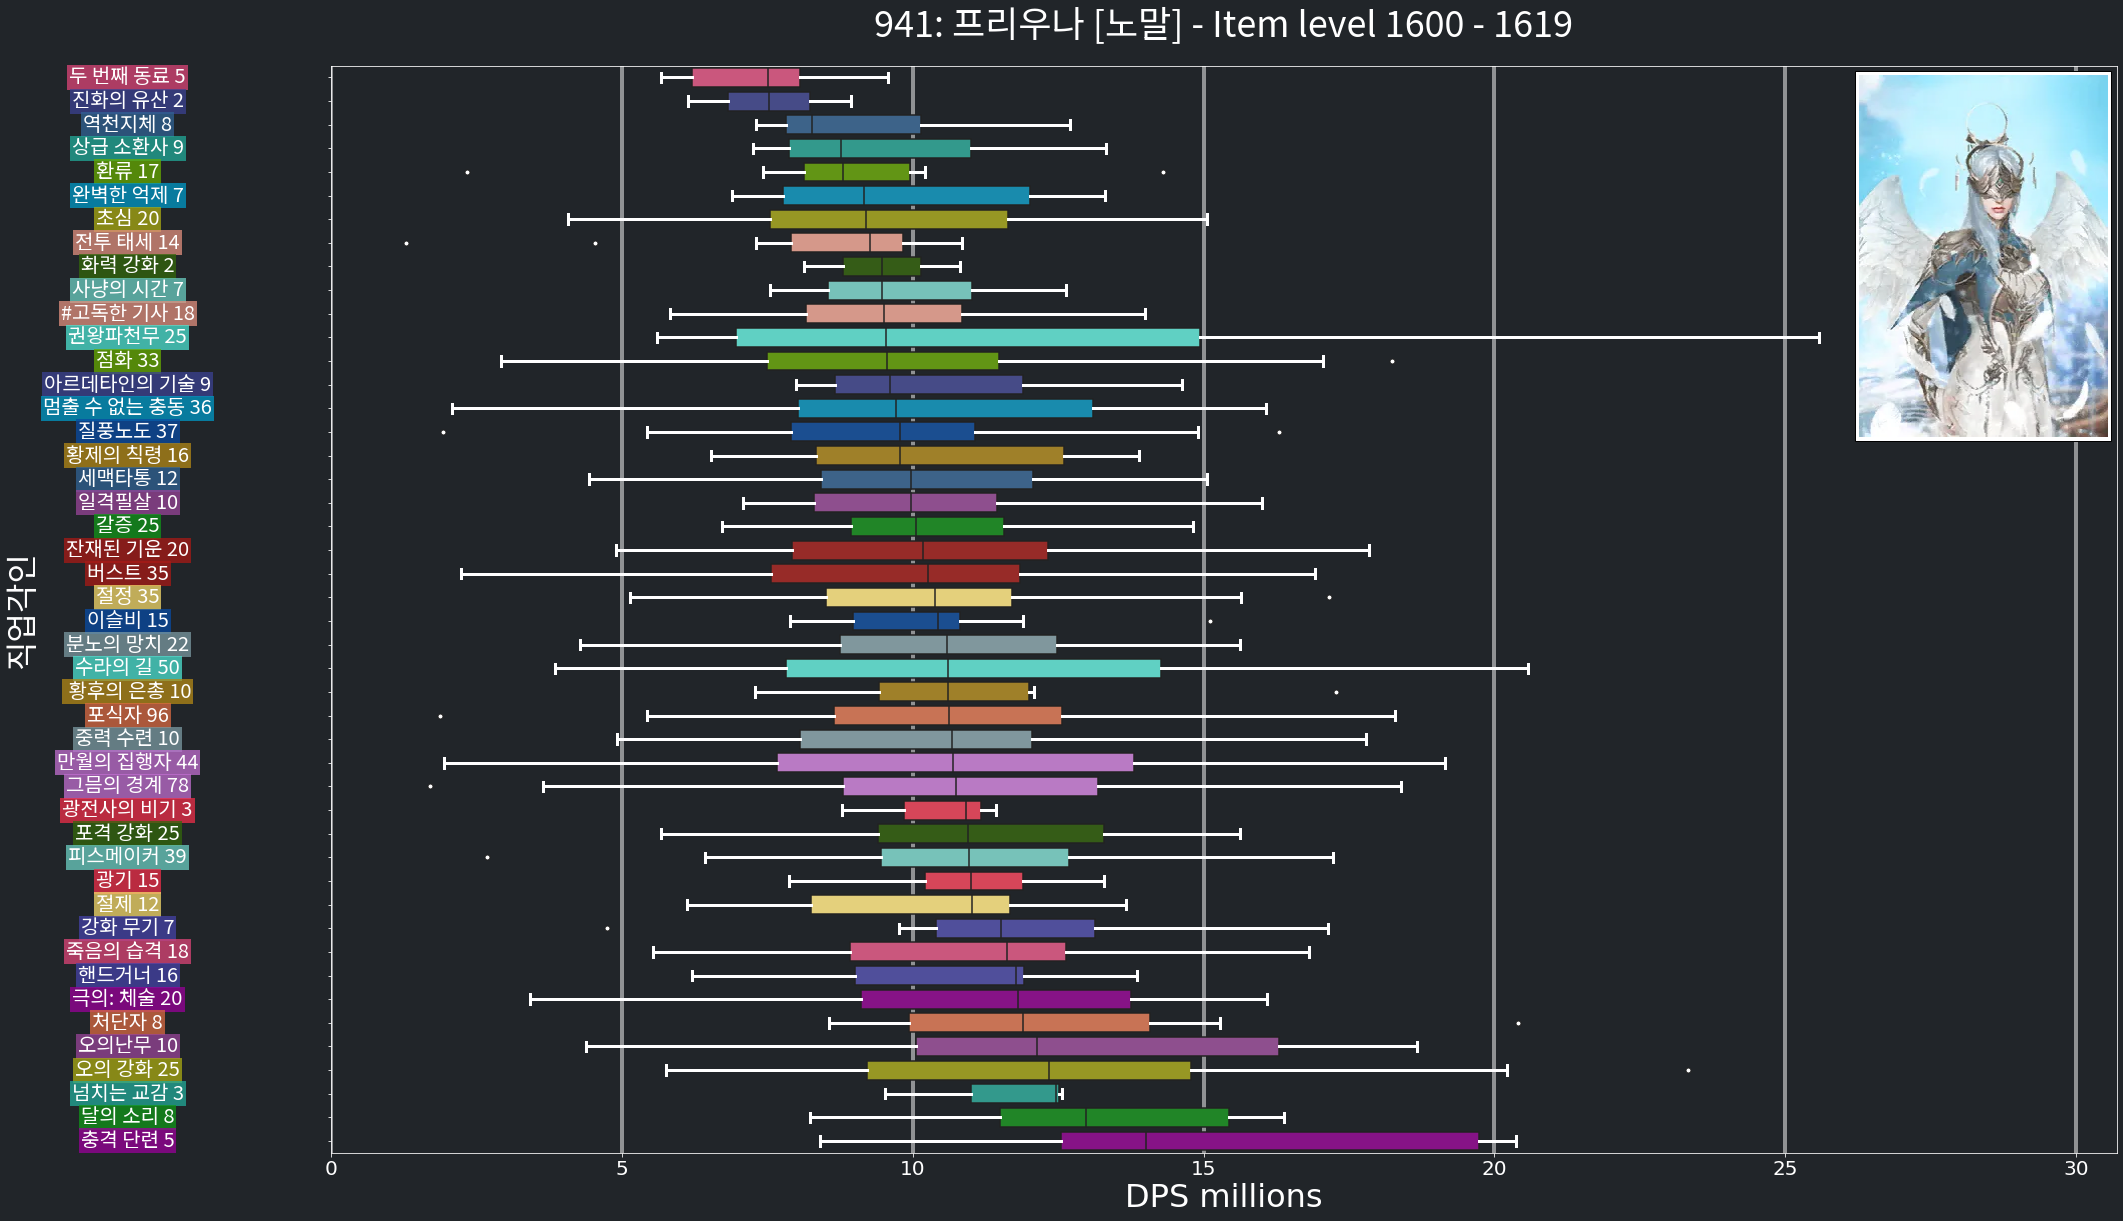 941: 프리우나 [노말] - Item level 1600 - 1619
두 번째 동료 5
진화의 유산 2
역천지체 8
상급 소환사 9
환류 17
완벽한 억제 7
초심 20
전투 태세 14
화력 강화 2
사냥의 시간 7
#고독한 기사 18
권왕파천무 25
점화 33
아르데타인의 기술 9
멈출 수 없는 충동 36
질풍노도 37
황제의 칙령 16
세맥타통 12
일격필살 10
갈증 25
잔재된 기운 20
버스트 35
절정 35
이슬비 15
분노의 망치 22
수라의 길 50
황후의 은총 10
포식자 96
중력 수련 10
만월의 집행자 44
그믐의 경계 78
광전사의 비기 3
포격 강화 25
피스메이커 39
광기 15
절제 12
강화 무기 7
죽음의 습격 18
핸드거너 16
극의: 체술 20
처단자 8
오의난무 10
오의 강화 25
넘치는 교감 3
달의 소리 8
충격 단련 5
직업각인
0 5 10 15 20 25 30
DPS millions